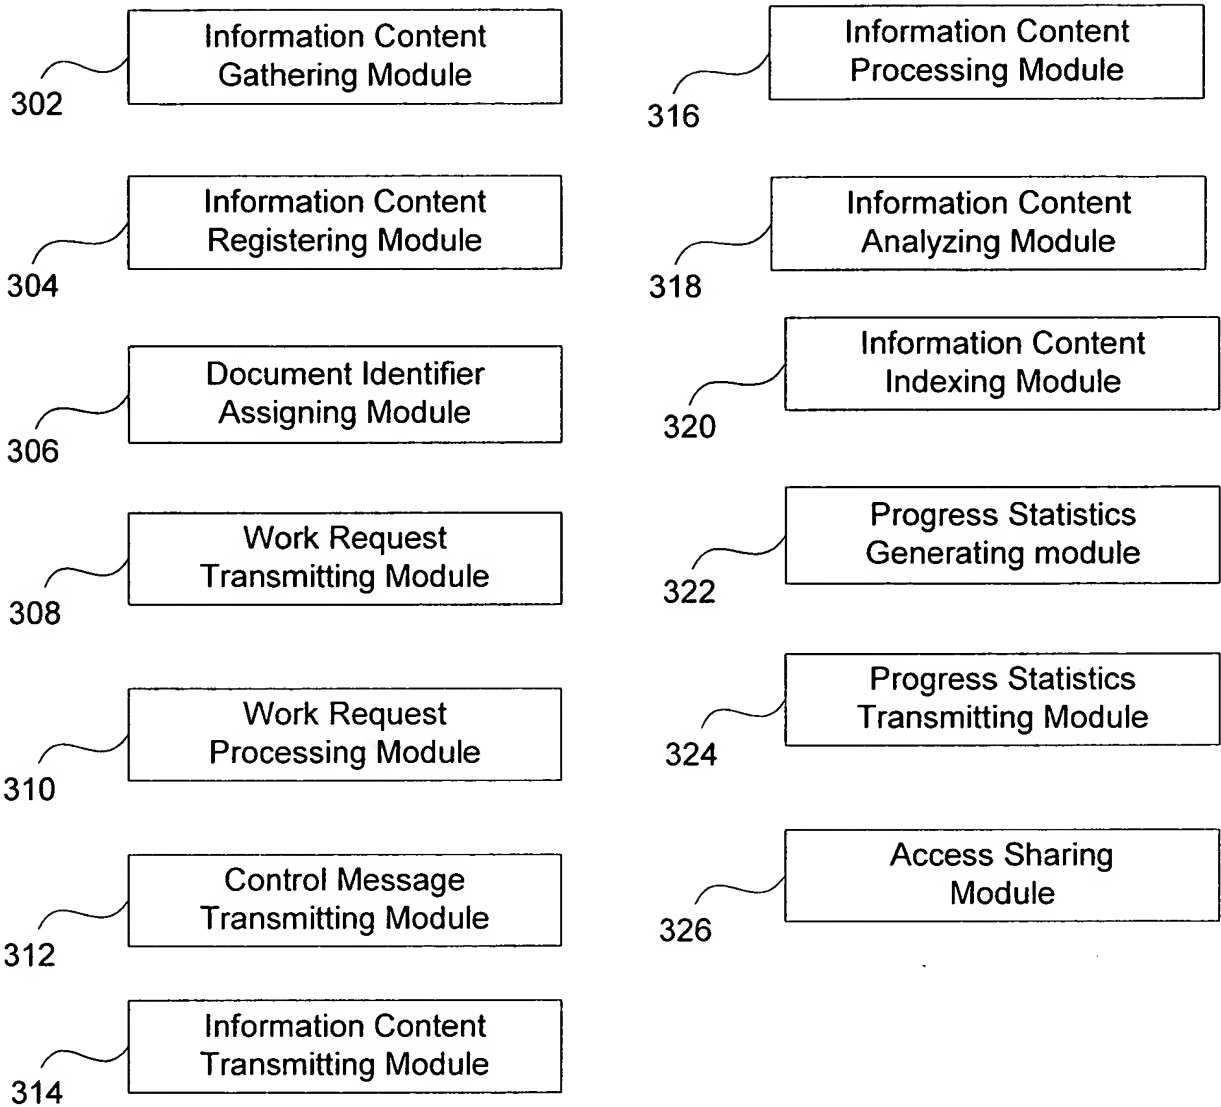 Information Content
Gathering Module
302
Information Content
Registering Module
304
Document Identifier
Assigning Module
306
Work Request
Transmitting Module
308
Work Request
Processing Module
310
Control Message
Transmitting Module
312
Information Content
Transmitting Module
314
Information Content
Processing Module
316
Information Content
Analyzing Module
318
Information Content
Indexing Module
320
Progress Statistics
Generating module
322
Progress Statistics
Transmitting Module
324
Access Sharing
Module
326